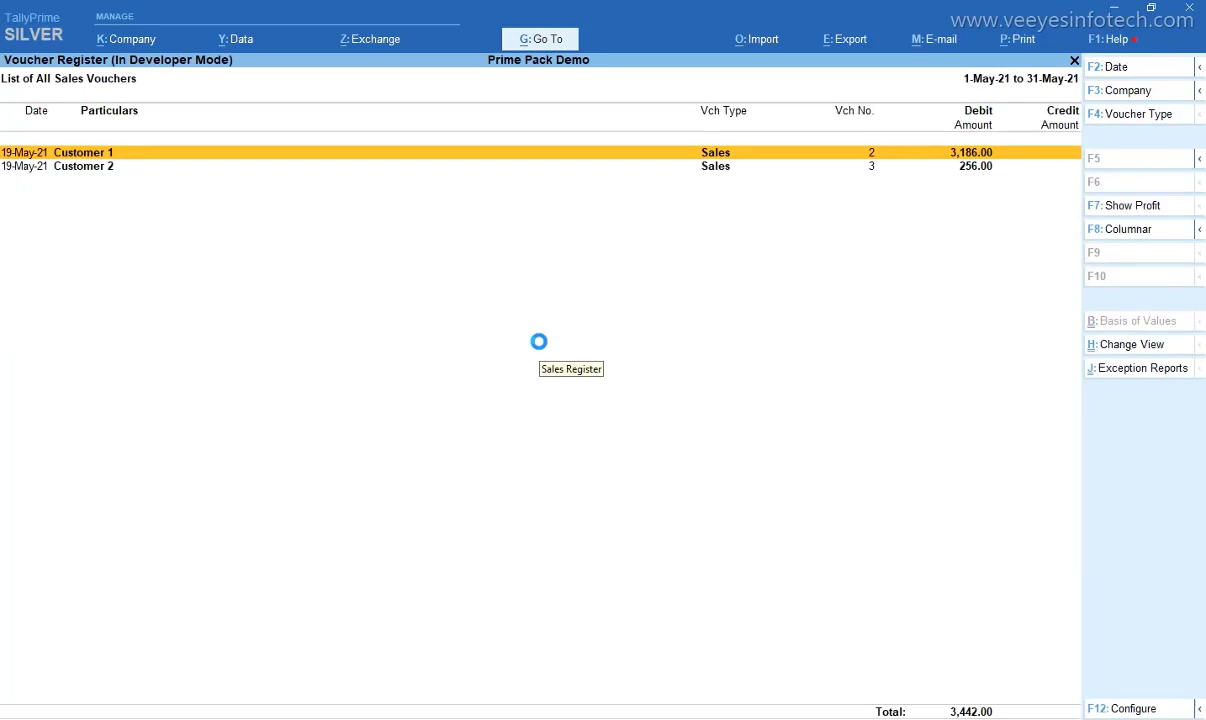 TallyPrime
SILVER
MANAGE
K: Company Y: Data Z: Exchange G: Go To O: Import E: Export M: E-mail P: Print F1: Help
www.veeyesinfotech.com
Voucher Register (In Developer Mode) Prime Pack Demo
List of All Sales Vouchers 1-May-21 to 31-May-21
Date Particulars Vch Type Vch No. Debit Credit
Amount Amount
19-May-21 Customer 1 Sales 2 3,186.00
19-May-21 Customer 2 Sales 3 256.00
Sales Register
Total: 3,442.00
F2: Date
F3: Company
F4: Voucher Type
F5
F6
F7: Show Profit
F8: Columnar
F9
F10
B: Basis of Values
H: Change View
J: Exception Reports
F12: Configure